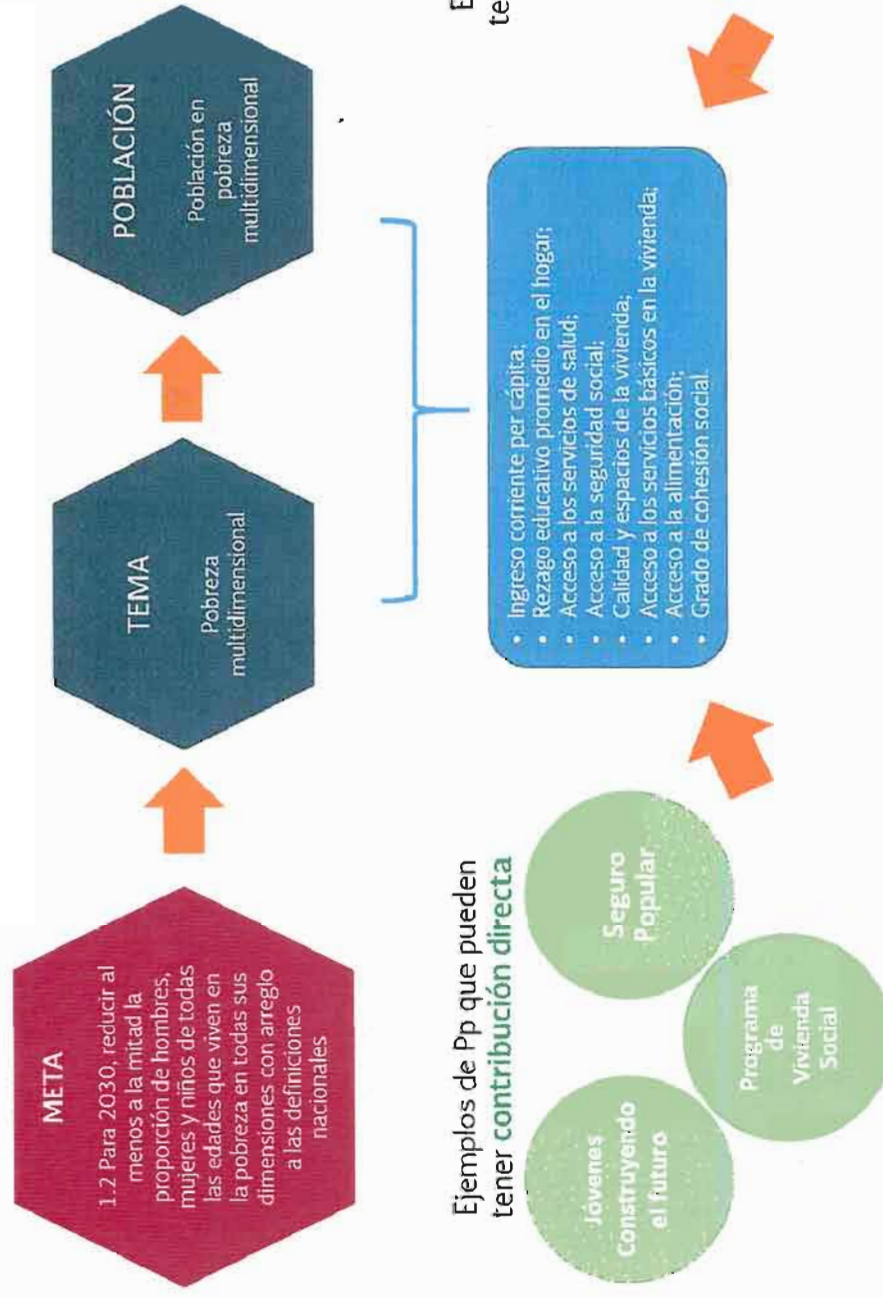 META
1.2 Para 2030, reducir al
menos a la mitad la
proporción de hombres,
mujeres y niños de todas
las edades que viven en
la pobreza en todas sus
dimensiones con arreglo
a las definiciones
nacionales
TEMA
Pobreza
multidimensional
POBLACIÓN
Población en
pobreza
multidimensional
• Ingreso corriente per cápita;
• Rezago educativo promedio en el hogar;
• Acceso a los servicios de salud;
• Acceso a la seguridad social;
• Calidad y espacios de la vivienda;
• Acceso a los servicios básicos en la vivienda;
• Acceso a la alimentación;
• Grado de cohesión social.
Ejemplos de Pp que pueden
tener contribución directa
Jóvenes
Construyendo
el futuro
Seguro
Popular
Programa
de
Vivienda
Social